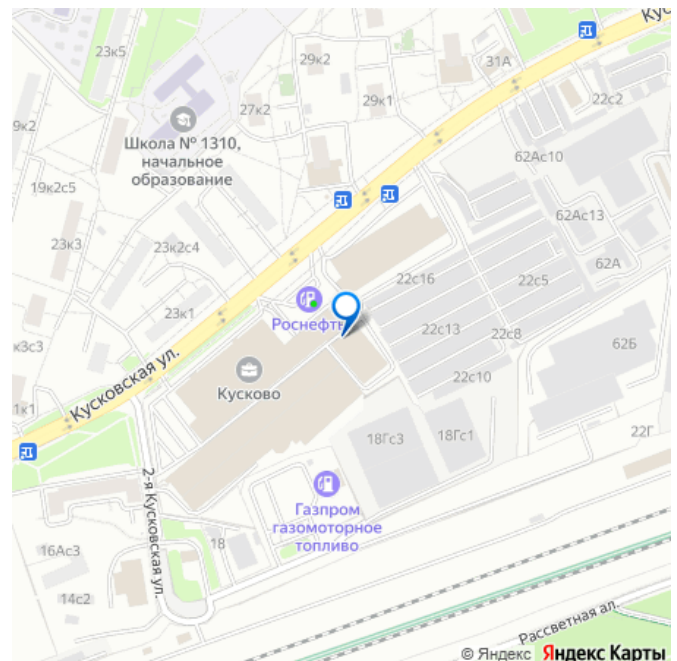 Кус
23к5
29к2
31А
22с2
9к2
27к2
29к1
Школа № 1310,
начальное
образование
62Ас10
19к2с5
62Ас13
23к3
23к2с4
22с16
22с5
62А
Роснефть
23к1
22с13
22с8
62Б
к3с3
Кусковская ул.
Кусково
22с10
1к1
18Гс3
18Гс1
22Г
2-я Кусковская ул.
Газпром
газомоторное
топливо
18
16Ас3
14с2
Рассветная ал.
© Яндекс Яндекс Карты